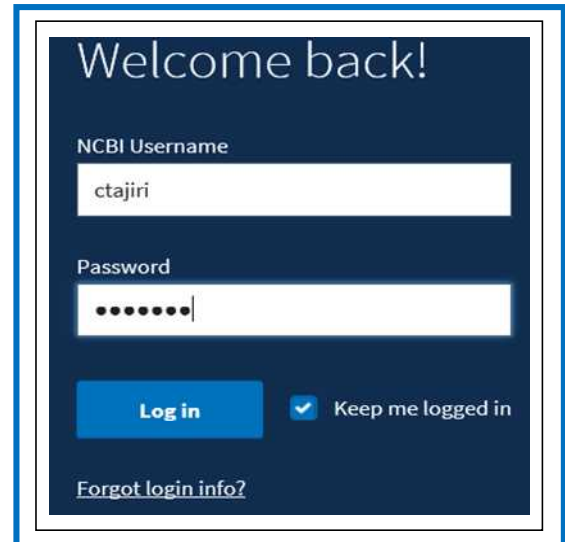 Welcome back!
NCBI Username
ctajiri
Password
•••••••
Log in
Keep me logged in
Forgot login info?